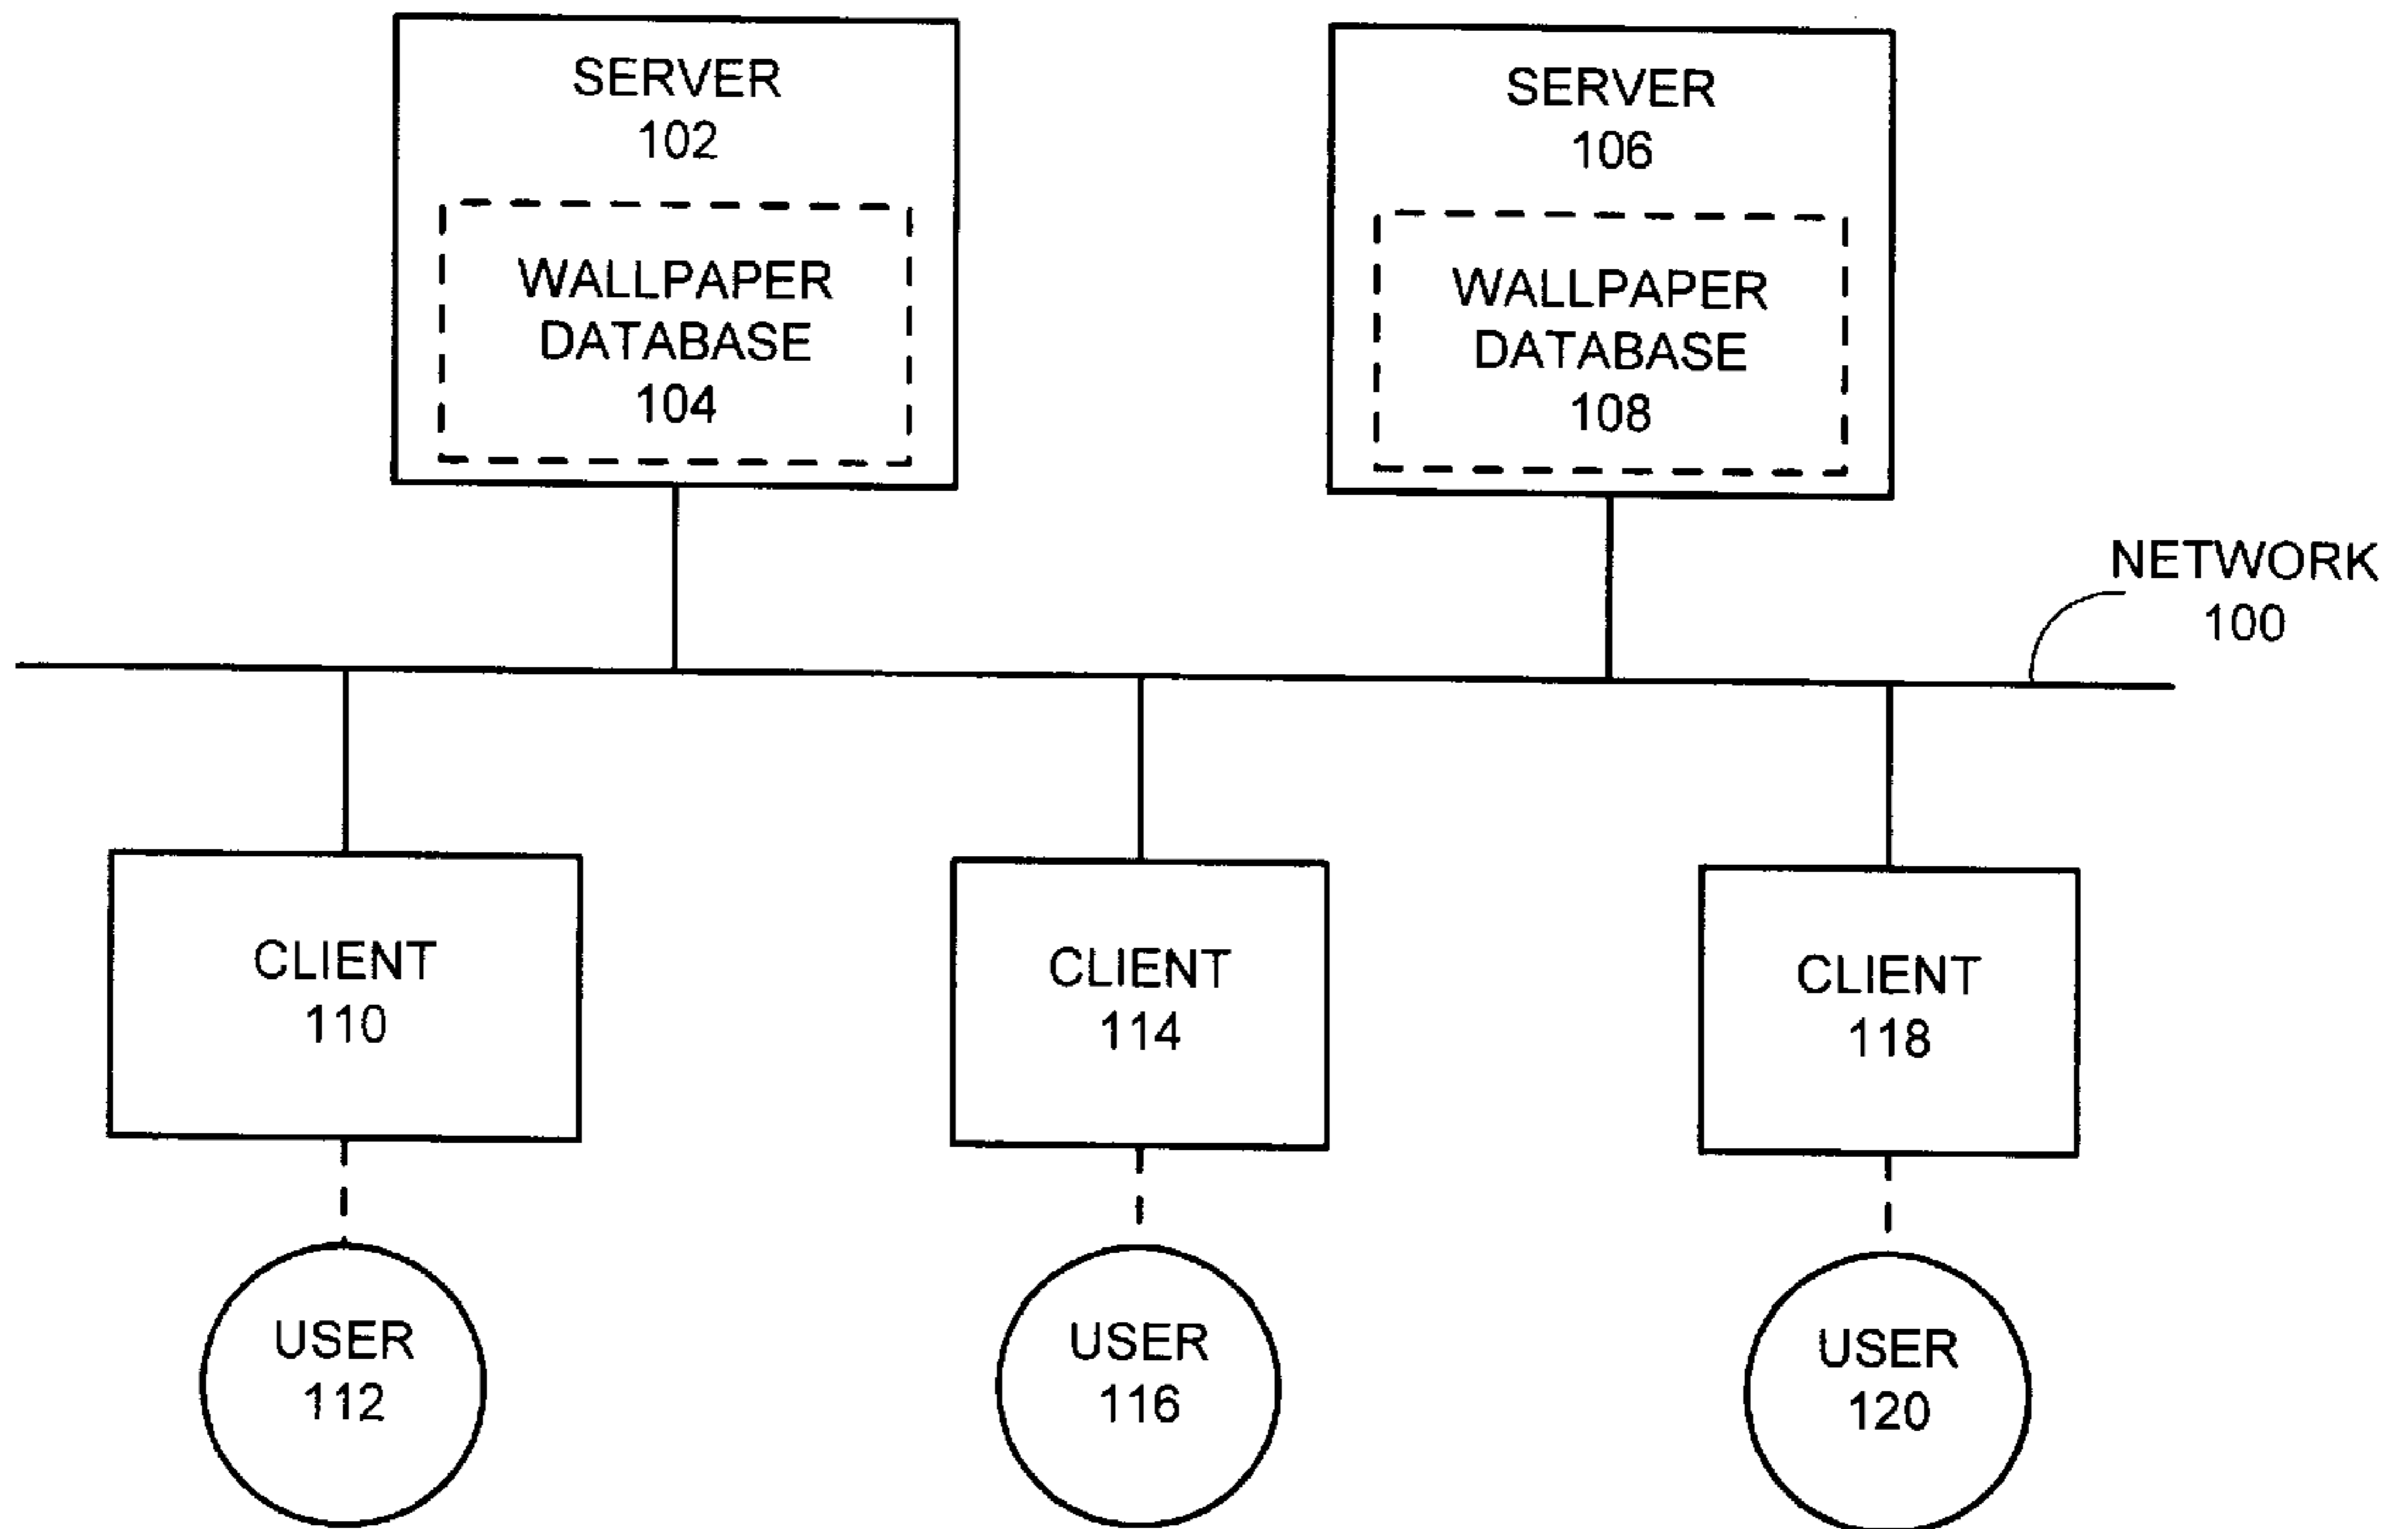 SERVER
102
WALLPAPER
DATABASE
104
SERVER
106
WALLPAPER
DATABASE
108
NETWORK
100
CLIENT
110
CLIENT
114
CLIENT
118
USER
112
USER
116
USER
120